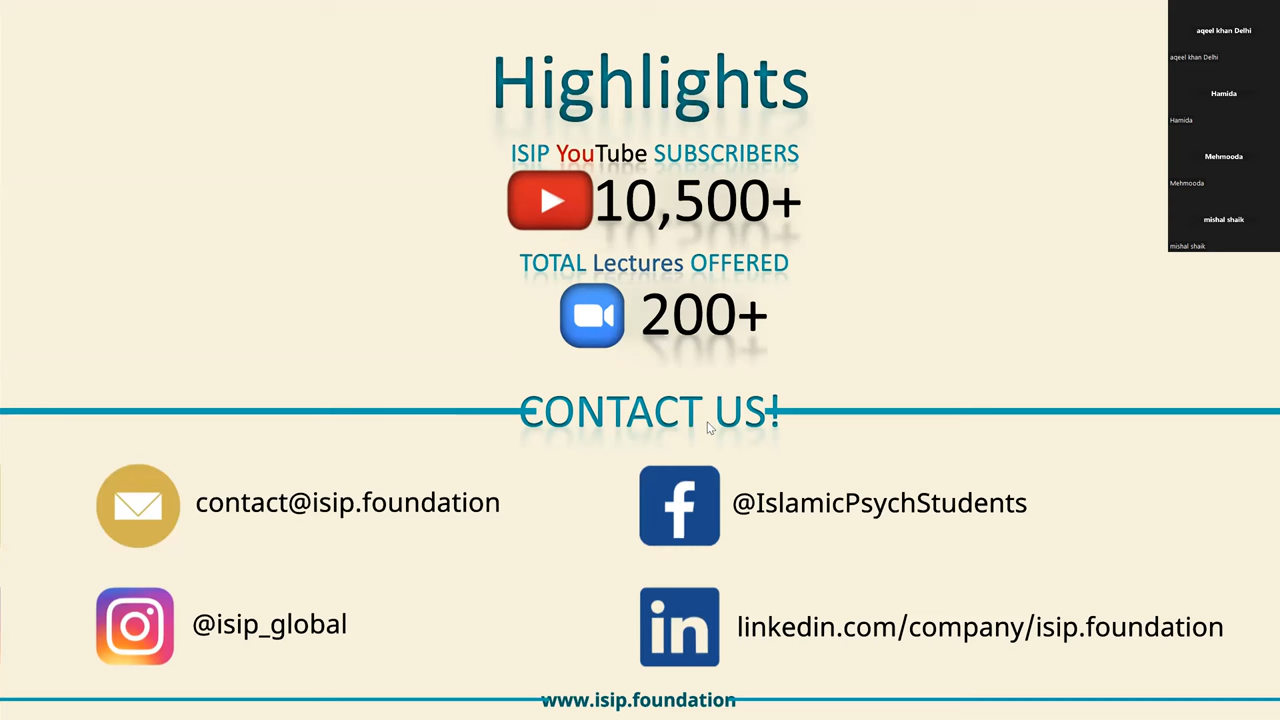 Highlights
ISIP YouTube SUBSCRIBERS
10,500+
TOTAL Lectures OFFERED
200+
CONTACT US!
contact@isip.foundation
@IslamicPsychStudents
@isip_global
in
linkedin.com/company/isip.foundation
www.isip.foundation
aqeel khan Delhi
aqeel khan Delhi
Hamida
Hamida
Mehmooda
Mehmooda
mishal shaik
mishal shaik